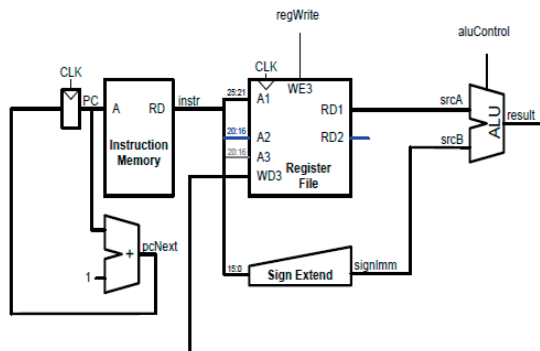 regWrite
aluControl
CLK
CLK
PC
A
RD
instr
25:21
A1
WE3
RD1
srcA
Instruction
Memory
20:16
A2
RD2
20:16
A3
WD3
Register
File
srcB
ALU
result
+
pcNext
1
15:0
Sign Extend
signImm